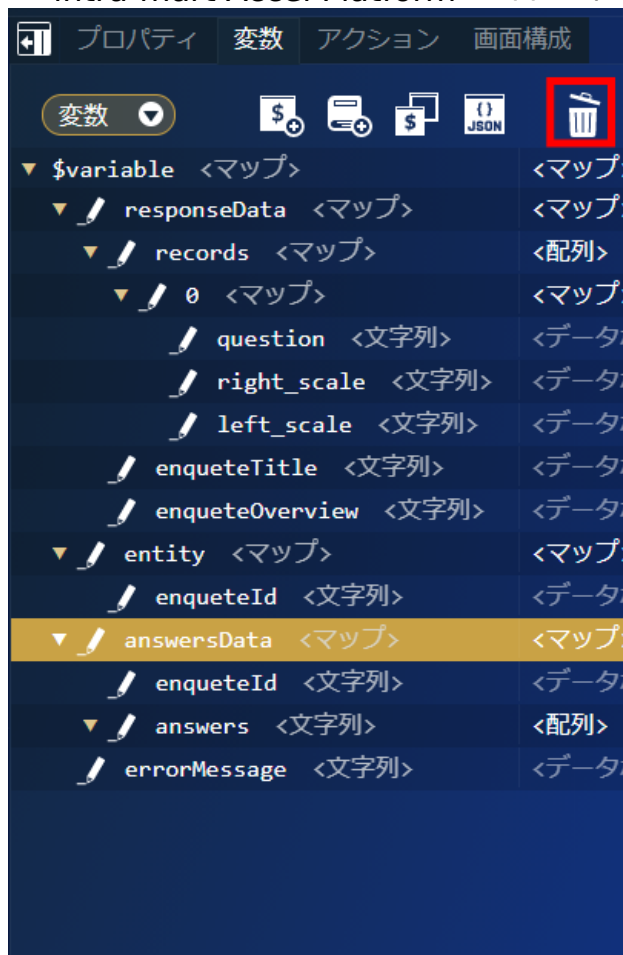 プロパティ 変数 アクション 画面構成
変数 $ $ {} JSON
$variable <マップ> <マップ>
responseData <マップ> <マップ>
records <マップ> <配列>
0 <マップ> <マップ>
question <文字列> <データ
right_scale <文字列> <データ
left_scale <文字列> <データ
enqueteTitle <文字列> <データ
enqueteOverview <文字列> <データ
entity <マップ> <マップ>
enqueteId <文字列> <データ
answersData <マップ> <マップ>
enqueteId <文字列> <データ
answers <文字列> <配列>
errorMessage <文字列> <データ